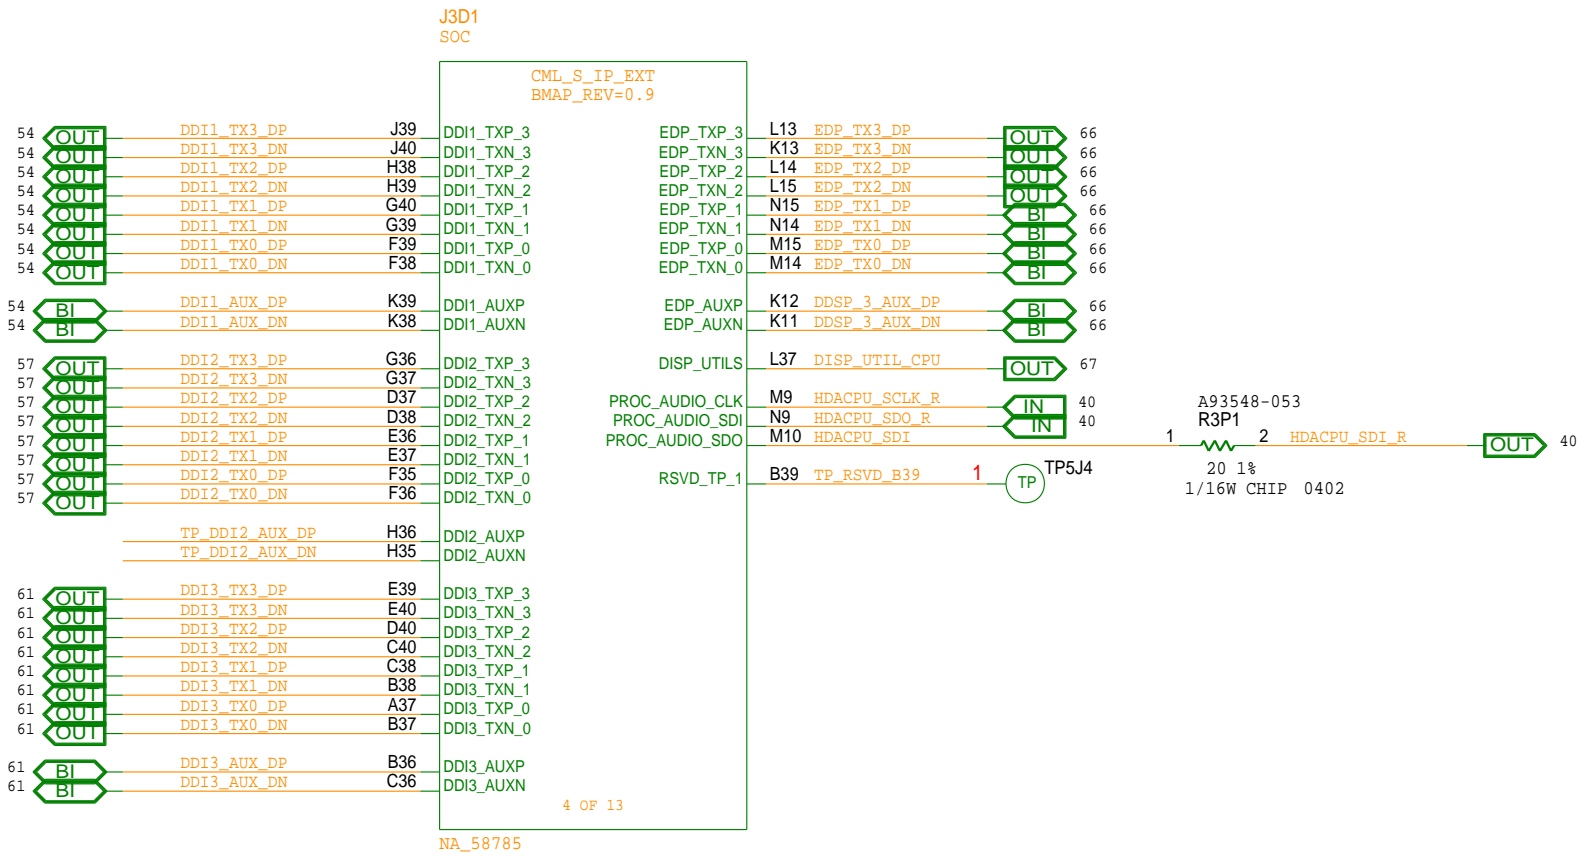 J3D1
SOC
CML_S_IP_EXT
BMAP_REV=0.9
54 OUT DDI1_TX3_DP J39 DDI1_TXP_3
54 OUT DDI1_TX3_DN J40 DDI1_TXN_3
54 OUT DDI1_TX2_DP H38 DDI1_TXP_2
54 OUT DDI1_TX2_DN H39 DDI1_TXN_2
54 OUT DDI1_TX1_DP G40 DDI1_TXP_1
54 OUT DDI1_TX1_DN G39 DDI1_TXN_1
54 OUT DDI1_TX0_DP F39 DDI1_TXP_0
54 OUT DDI1_TX0_DN F38 DDI1_TXN_0
54 BI DDI1_AUX_DP K39 DDI1_AUXP
54 BI DDI1_AUX_DN K38 DDI1_AUXN
57 OUT DDI2_TX3_DP G36 DDI2_TXP_3
57 OUT DDI2_TX3_DN G37 DDI2_TXN_3
57 OUT DDI2_TX2_DP D37 DDI2_TXP_2
57 OUT DDI2_TX2_DN D38 DDI2_TXN_2
57 OUT DDI2_TX1_DP E36 DDI2_TXP_1
57 OUT DDI2_TX1_DN E37 DDI2_TXN_1
57 OUT DDI2_TX0_DP F35 DDI2_TXP_0
57 OUT DDI2_TX0_DN F36 DDI2_TXN_0
TP_DDI2_AUX_DP H36 DDI2_AUXP
TP_DDI2_AUX_DN H35 DDI2_AUXN
61 OUT DDI3_TX3_DP E39 DDI3_TXP_3
61 OUT DDI3_TX3_DN E40 DDI3_TXN_3
61 OUT DDI3_TX2_DP D40 DDI3_TXP_2
61 OUT DDI3_TX2_DN C40 DDI3_TXN_2
61 OUT DDI3_TX1_DP C38 DDI3_TXP_1
61 OUT DDI3_TX1_DN B38 DDI3_TXN_1
61 OUT DDI3_TX0_DP A37 DDI3_TXP_0
61 OUT DDI3_TX0_DN B37 DDI3_TXN_0
61 BI DDI3_AUX_DP B36 DDI3_AUXP
61 BI DDI3_AUX_DN C36 DDI3_AUXN
EDP_TXP_3 L13 EDP_TX3_DP OUT 66
EDP_TXN_3 K13 EDP_TX3_DN OUT 66
EDP_TXP_2 L14 EDP_TX2_DP OUT 66
EDP_TXN_2 L15 EDP_TX2_DN OUT 66
EDP_TXP_1 N15 EDP_TX1_DP BI 66
EDP_TXN_1 N14 EDP_TX1_DN BI 66
EDP_TXP_0 M15 EDP_TX0_DP BI 66
EDP_TXN_0 M14 EDP_TX0_DN BI 66
EDP_AUXP K12 DDSP_3_AUX_DP BI 66
EDP_AUXN K11 DDSP_3_AUX_DN BI 66
DISP_UTILS L37 DISP_UTIL_CPU OUT 67
PROC_AUDIO_CLK M9 HDACPU_SCLK_R IN 40
PROC_AUDIO_SDI N9 HDACPU_SDO_R IN 40
PROC_AUDIO_SDO M10 HDACPU_SDI 1 2 HDACPU_SDI_R OUT 40
A93548-053
R3P1
20 1%
1/16W CHIP 0402
RSVD_TP_1 B39 TP_RSVD_B39 1 TP TP5J4
4 OF 13
NA_58785